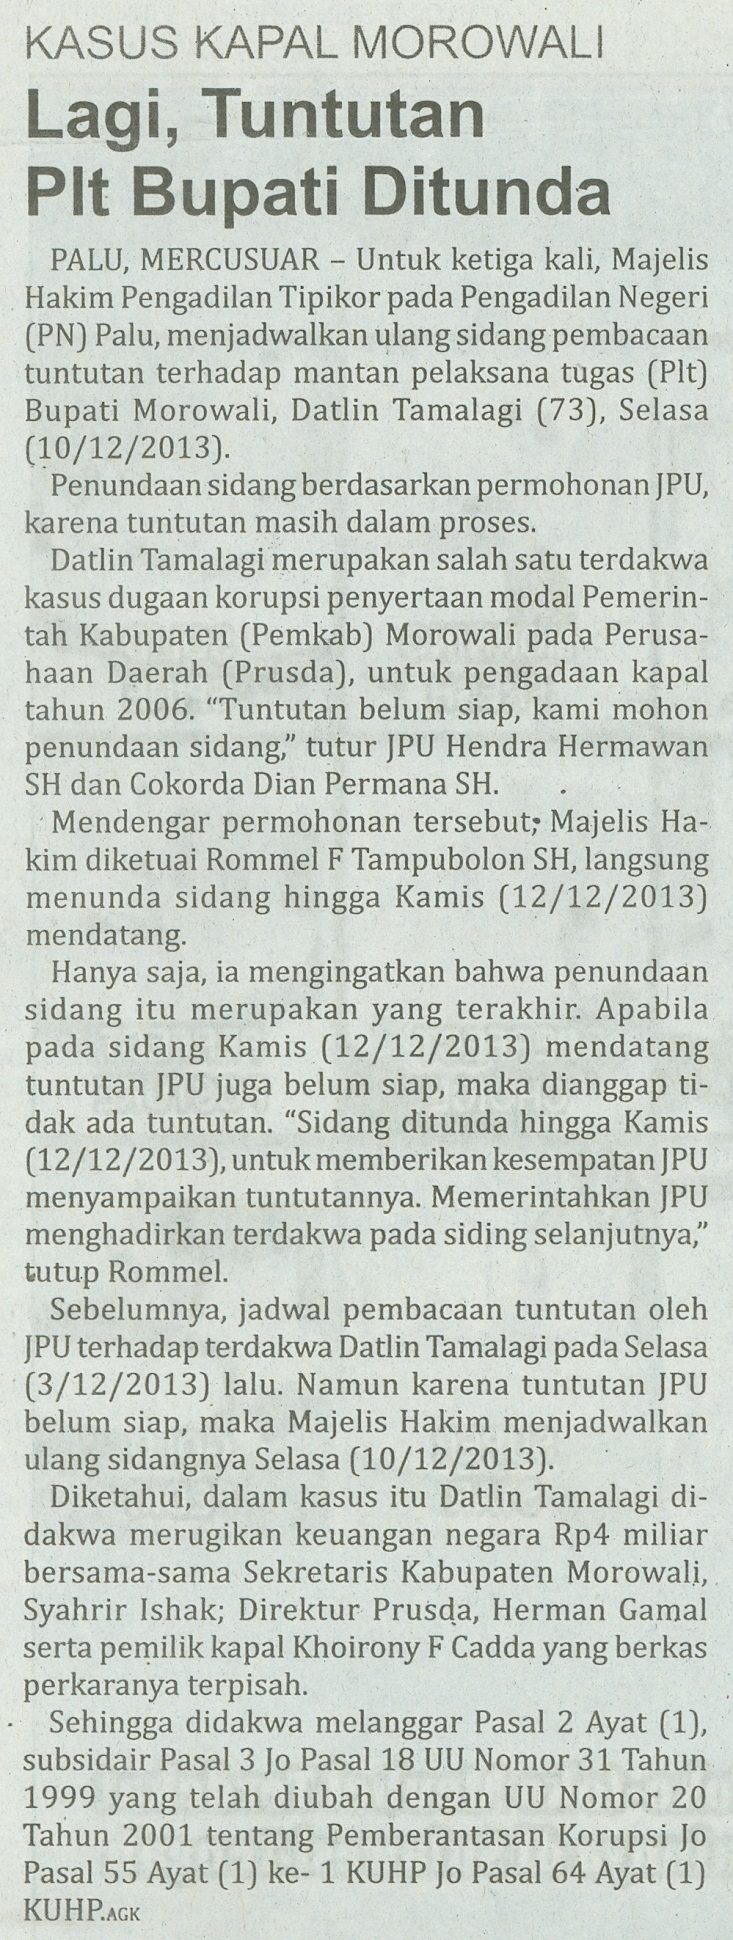 KASUS KAPAL MOROWALI
Lagi, Tuntutan
Plt Bupati Ditunda
PALU, MERCUSUAR – Untuk ketiga kali, Majelis
Hakim Pengadilan Tipikor pada Pengadilan Negeri
(PN) Palu, menjadwalkan ulang sidang pembacaan
tuntutan terhadap mantan pelaksana tugas (Plt)
Bupati Morowali, Datlin Tamalagi (73), Selasa
(10/12/2013).
Penundaan sidang berdasarkan permohonan JPU,
karena tuntutan masih dalam proses.
Datlin Tamalagi merupakan salah satu terdakwa
kasus dugaan korupsi penyertaan modal Pemerin-
tah Kabupaten (Pemkab) Morowali pada Perusa-
haan Daerah (Prusda), untuk pengadaan kapal
tahun 2006. “Tuntutan belum siap, kami mohon
penundaan sidang,” tutur JPU Hendra Hermawan
SH dan Cokorda Dian Permana SH.
Mendengar permohonan tersebut, Majelis Ha-
kim diketuai Rommel F Tampubolon SH, langsung
menunda sidang hingga Kamis (12/12/2013)
mendatang.
Hanya saja, ia mengingatkan bahwa penundaan
sidang itu merupakan yang terakhir. Apabila
pada sidang Kamis (12/12/2013) mendatang
tuntutan JPU juga belum siap, maka dianggap ti-
dak ada tuntutan. “Sidang ditunda hingga Kamis
(12/12/2013), untuk memberikan kesempatan JPU
menyampaikan tuntutannya. Memerintahkan JPU
menghadirkan terdakwa pada siding selanjutnya,”
tutup Rommel.
Sebelumnya, jadwal pembacaan tuntutan oleh
JPU terhadap terdakwa Datlin Tamalagi pada Selasa
(3/12/2013) lalu. Namun karena tuntutan JPU
belum siap, maka Majelis Hakim menjadwalkan
ulang sidangnya Selasa (10/12/2013).
Diketahui, dalam kasus itu Datlin Tamalagi di-
dakwa merugikan keuangan negara Rp4 miliar
bersama-sama Sekretaris Kabupaten Morowali,
Syahrir Ishak; Direktur Prusda, Herman Gamal
serta pemilik kapal Khoirony F Cadda yang berkas
perkaranya terpisah.
Sehingga didakwa melanggar Pasal 2 Ayat (1),
subsidair Pasal 3 Jo Pasal 18 UU Nomor 31 Tahun
1999 yang telah diubah dengan UU Nomor 20
Tahun 2001 tentang Pemberantasan Korupsi Jo
Pasal 55 Ayat (1) ke- 1 KUHP Jo Pasal 64 Ayat (1)
KUHP.AGK